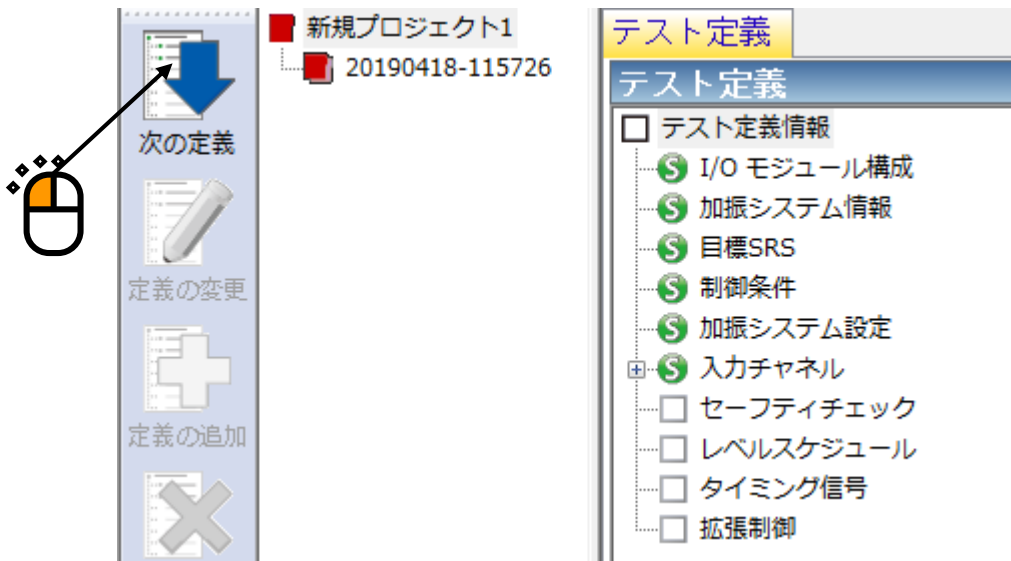 次の定義
定義の変更
定義の追加
新規プロジェクト1
20190418-115726
テスト定義
テスト定義
テスト定義情報
I/O モジュール構成
加振システム情報
目標SRS
制御条件
加振システム設定
入力チャネル
セーフティチェック
レベルスケジュール
タイミング信号
拡張制御